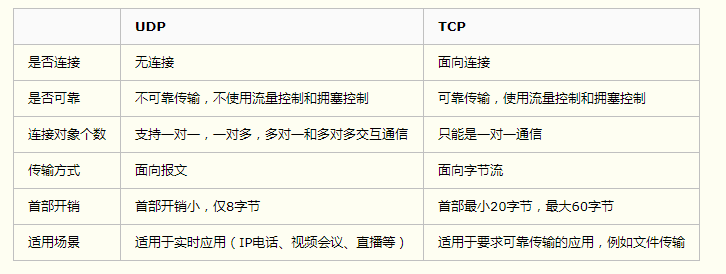 UDP TCP
是否连接 无连接 面向连接
是否可靠 不可靠传输，不使用流量控制和拥塞控制 可靠传输，使用流量控制和拥塞控制
连接对象个数 支持一对一，一对多，多对一和多对多交互通信 只能是一对一通信
传输方式 面向报文 面向字节流
首部开销 首部开销小，仅8字节 首部最小20字节，最大60字节
适用场景 适用于实时应用（IP电话、视频会议、直播等） 适用于要求可靠传输的应用，例如文件传输